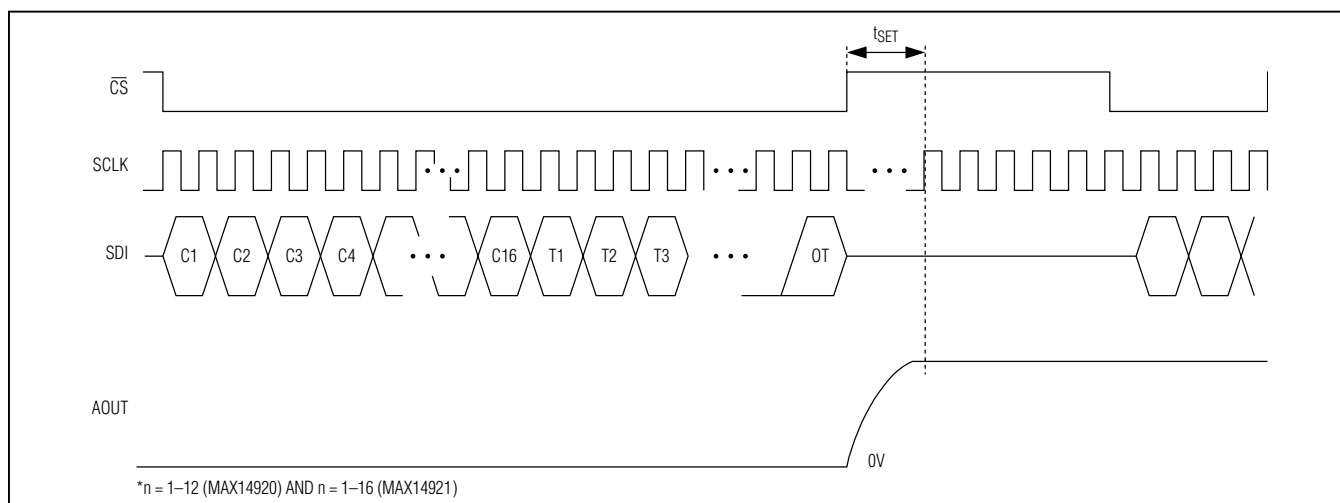 tSET
CS
SCLK
SDI
C1 C2 C3 C4 ••• C16 T1 T2 T3 ••• OT
AOUT
0V
*n = 1–12 (MAX14920) AND n = 1–16 (MAX14921)